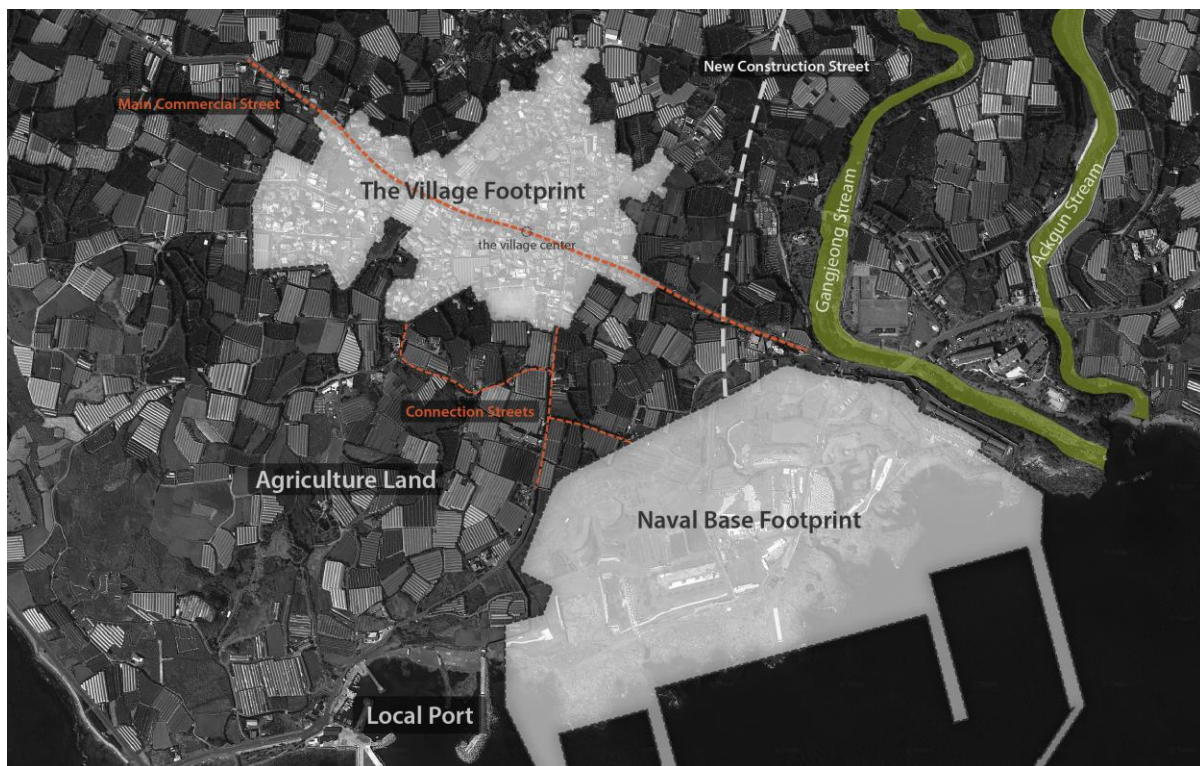 New Construction Street
Main Commercial Street
The Village Footprint
the village center
Gangjeong Stream
Ackgun Stream
Connection Streets
Agriculture Land
Naval Base Footprint
Local Port